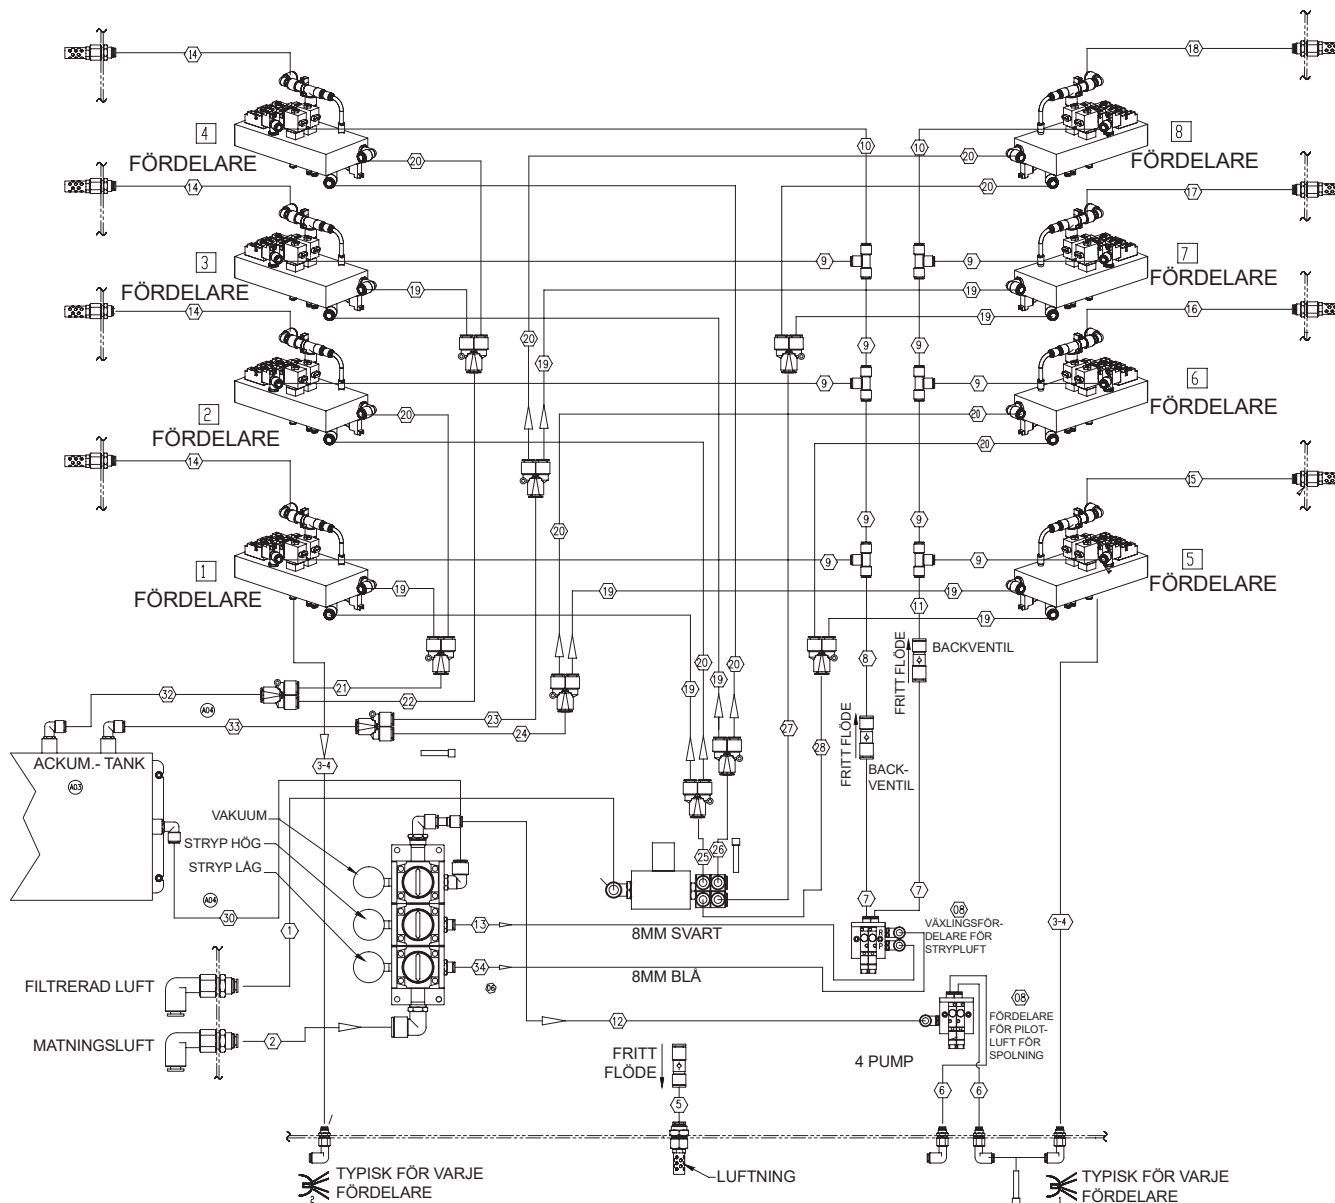 14
18
4
FÖRDELARE
20
10
10
20
8
FÖRDELARE
14
20
17
3
FÖRDELARE
9
9
7
FÖRDELARE
19
19
14
19
16
20
19
9
9
2
FÖRDELARE
20
9
9
6
FÖRDELARE
20
20
14
15
20
9
9
1
FÖRDELARE
9
9
5
FÖRDELARE
19
19
19
11
FRITT FLÖDE
BACKVENTIL
8
20
20
19
19
32
21
22
A04
33
23
24
FRITT FLÖDE
BACK-
VENTIL
27
28
ACKUM.- TANK
A03
3-4
VAKUUM
STRYP HÖG
STRYP LÅG
25
26
A04
30
1
13
8MM SVART
34
8MM BLÅ
06
7
7
R
P
08
VÄXLINGSFÖR-
DELARE FÖR
STRYPLUFT
3-4
FILTRERAD LUFT
MATNINGSLUFT
2
12
08
FÖRDELARE
FÖR PILOT-
LUFT FÖR
SPOLNING
4 PUMP
FRITT
FLÖDE
5
6
6
LUFTNING
TYPISK FÖR VARJE
FÖRDELARE
2
TYPISK FÖR VARJE
FÖRDELARE
1